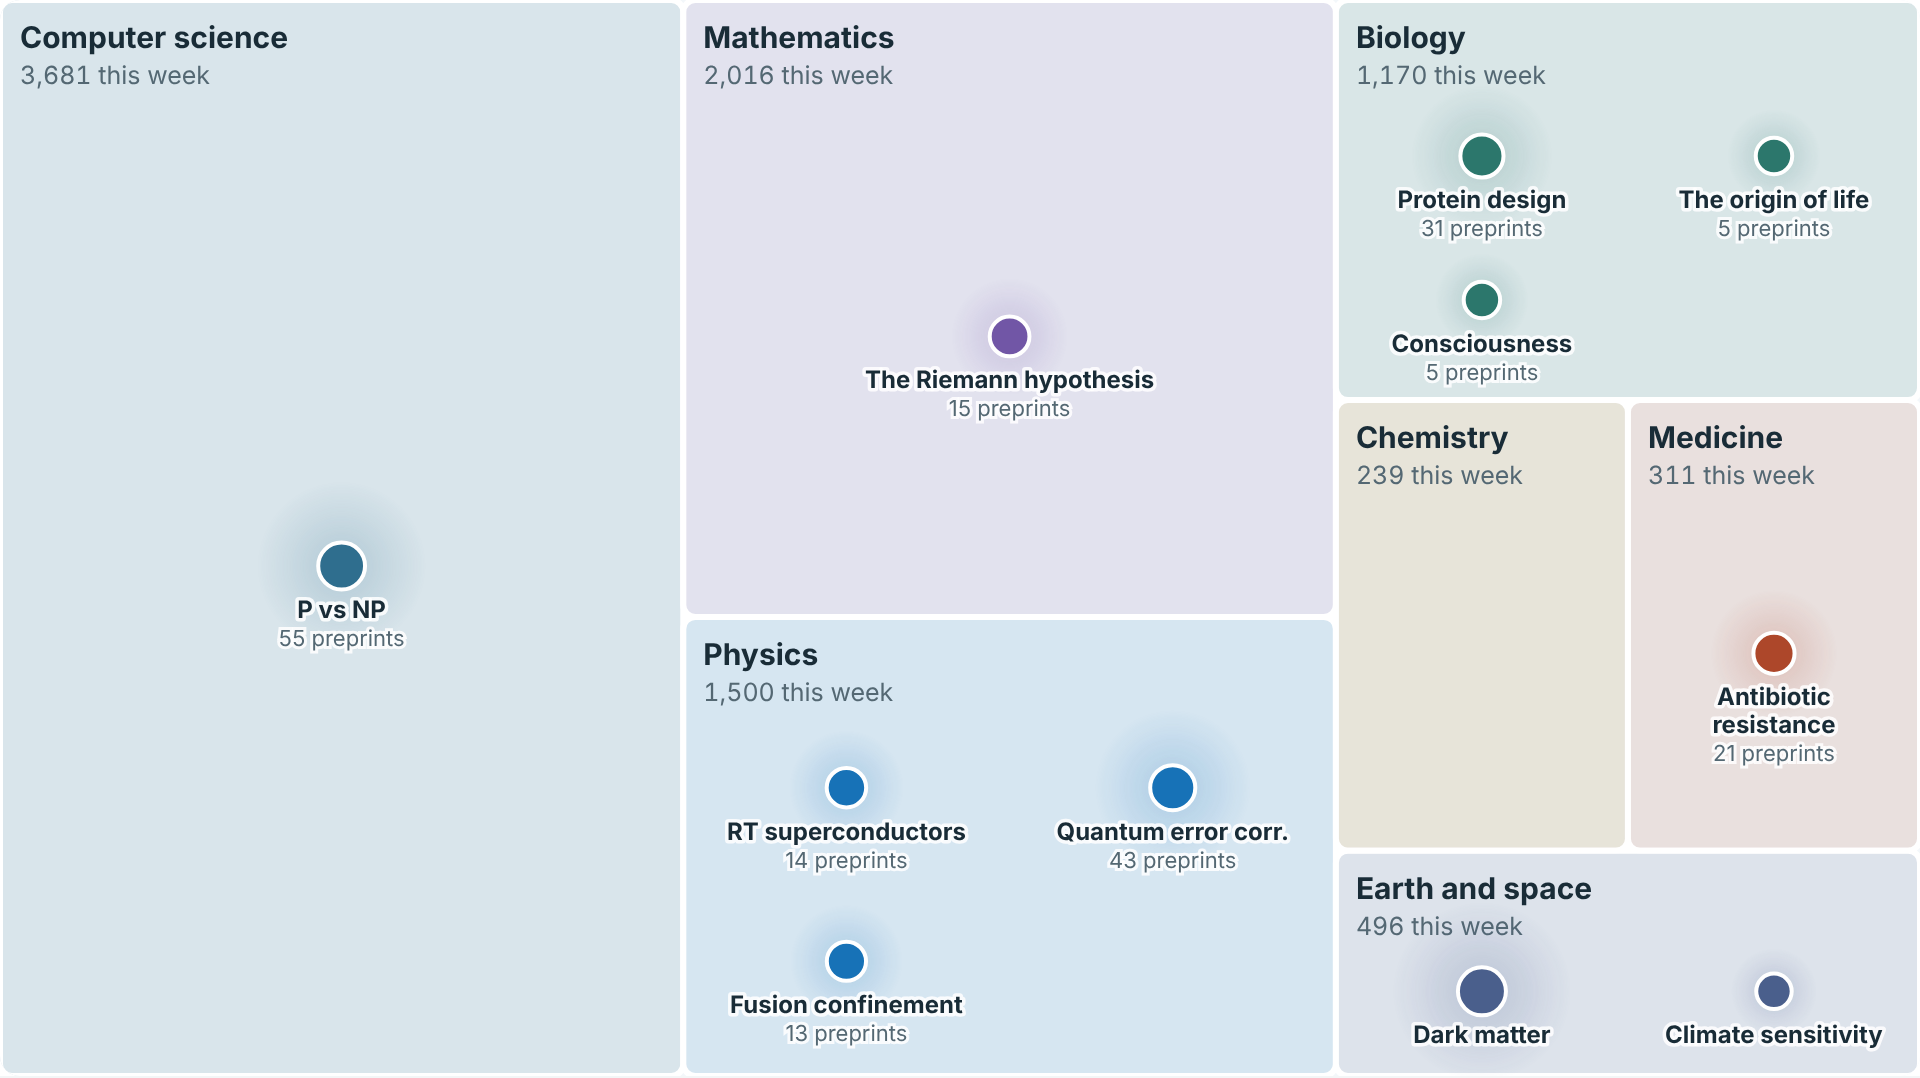 Computer science
3,681 this week
P vs NP
55 preprints
Mathematics
2,016 this week
The Riemann hypothesis
15 preprints
Physics
1,500 this week
RT superconductors
14 preprints
Quantum error corr.
43 preprints
Fusion confinement
13 preprints
Biology
1,170 this week
Protein design
31 preprints
The origin of life
5 preprints
Consciousness
5 preprints
Chemistry
239 this week
Medicine
311 this week
Antibiotic
resistance
21 preprints
Earth and space
496 this week
Dark matter
Climate sensitivity